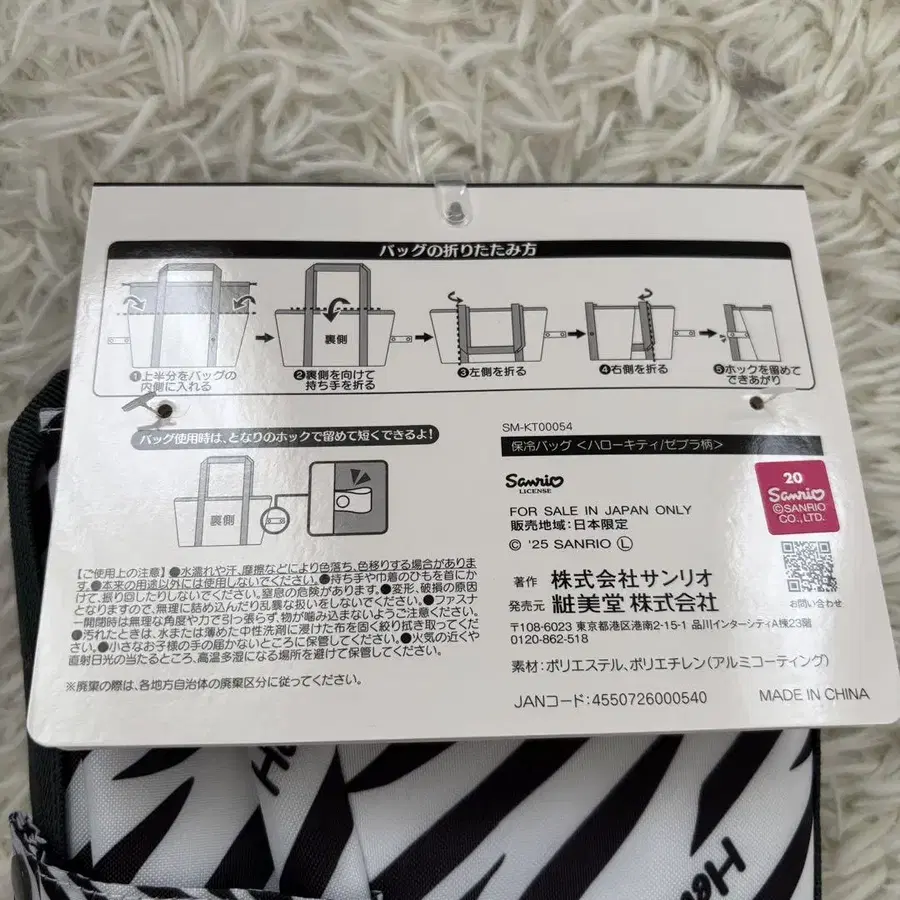 バッグの折りたたみ方
裏側
①上半分をバッグの
内側に入れる
②裏側を向けて
持ち手を折る
③左側を折る
④右側を折る
⑤ホックを留めて
できあがり
バッグ使用時は、となりのホックで留めて短くできるよ!
裏側
【ご使用上の注意】●水濡れや汗、摩擦などにより色落ち、色移りする場合がありま
す。●本来の用途以外には使用しないでください。●持ち手や巾着のひもを首にか
けて、振り回したりしないでください。窒息の危険があります。●変形、破損の原因
となりますので、無理に詰め込んだり乱暴な扱いをしないでください。●ファスナ
ー開閉時は無理な角度や力で引っ張らず、物が噛み込まないようご注意ください。
●汚れたときは、水または薄めた中性洗剤に浸けた布を固く絞り拭き取ってくだ
さい。●小さなお子様の手の届かないところに保管してください。●火気の近くや
直射日光の当たるところ、高温多湿になる場所を避けて保管してください。
※廃棄の際は、各地方自治体の廃棄区分に従ってください。
SM-KT00054
保冷バッグ <ハローキティ/ゼブラ柄>
Sanrio
LICENSE
FOR SALE IN JAPAN ONLY
販売地域:日本限定
© '25 SANRIO Ⓛ
20
Sanrio
©SANRIO
CO.,LTD.
お問い合わせ
著作 株式会社サンリオ
発売元 粧美堂 株式会社
〒108-6023 東京都港区港南2-15-1 品川インターシティA棟23階
0120-862-518
素材:ポリエステル、ポリエチレン(アルミコーティング)
JANコード:4550726000540
MADE IN CHINA